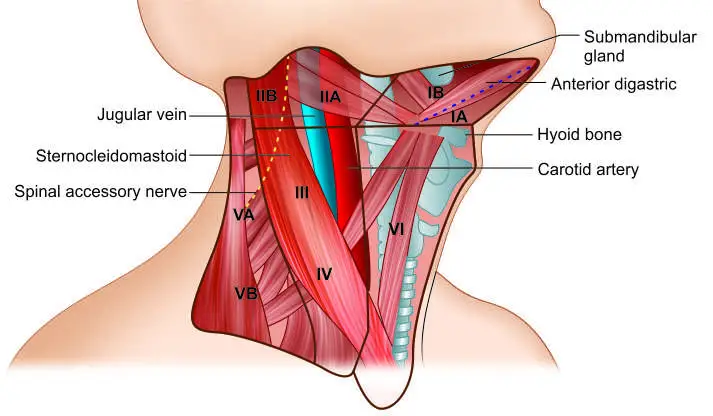 Submandibular
gland
Anterior digastric
IIB
IIA
IB
IA
Jugular vein
Hyoid bone
Sternocleidomastoid
Carotid artery
Spinal accessory nerve
III
VA
VI
IV
VB